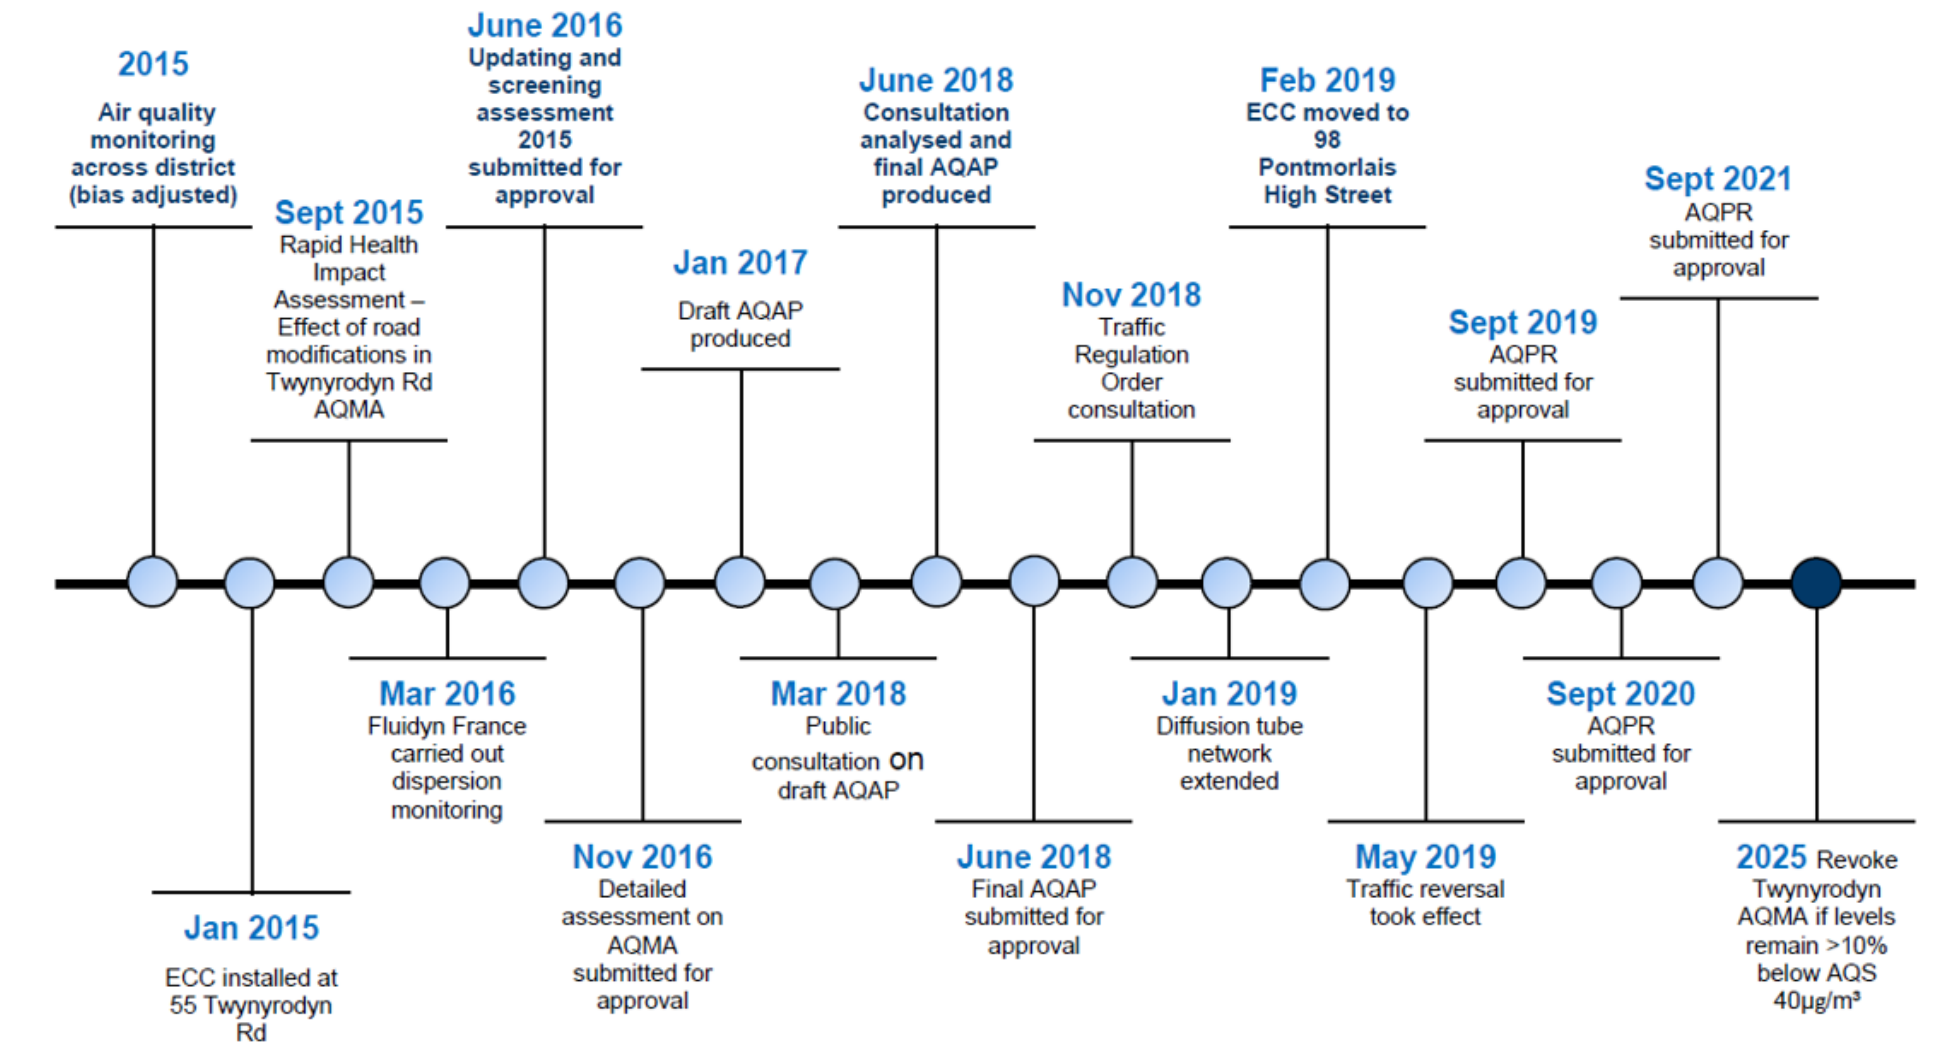 2015
Air quality
monitoring
across district
(bias adjusted)
Jan 2015
ECC installed at
55 Twynyrodyn
Rd
Sept 2015
Rapid Health
Impact
Assessment –
Effect of road
modifications in
Twynyrodyn Rd
AQMA
Mar 2016
Fluidyn France
carried out
dispersion
monitoring
June 2016
Updating and
screening
assessment
2015
submitted for
approval
Nov 2016
Detailed
assessment on
AQMA
submitted for
approval
Jan 2017
Draft AQAP
produced
Mar 2018
Public
consultation on
draft AQAP
June 2018
Consultation
analysed and
final AQAP
produced
June 2018
Final AQAP
submitted for
approval
Nov 2018
Traffic
Regulation
Order
consultation
Jan 2019
Diffusion tube
network
extended
Feb 2019
ECC moved to
98
Pontmorlais
High Street
May 2019
Traffic reversal
took effect
Sept 2019
AQPR
submitted for
approval
Sept 2020
AQPR
submitted for
approval
Sept 2021
AQPR
submitted for
approval
2025 Revoke
Twynyrodyn
AQMA if levels
remain >10%
below AQS
40µg/m³